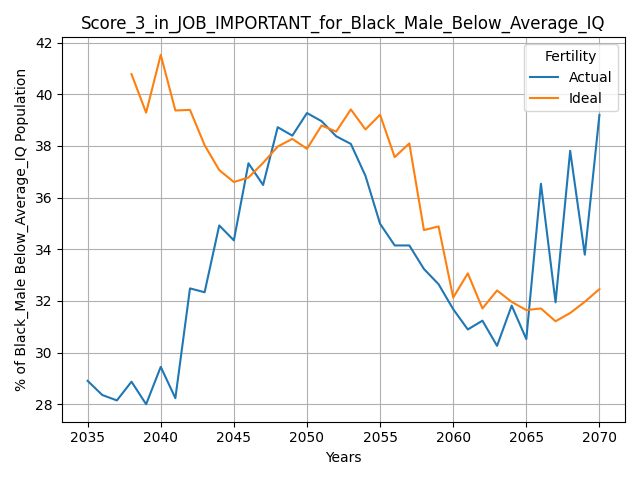 Score_3_in_JOB_IMPORTANT_for_Black_Male_Below_Average_IQ
Fertility
Actual
Ideal
% of Black_Male Below_Average_IQ Population
42
40
38
36
34
32
30
28
2035 2040 2045 2050 2055 2060 2065 2070
Years